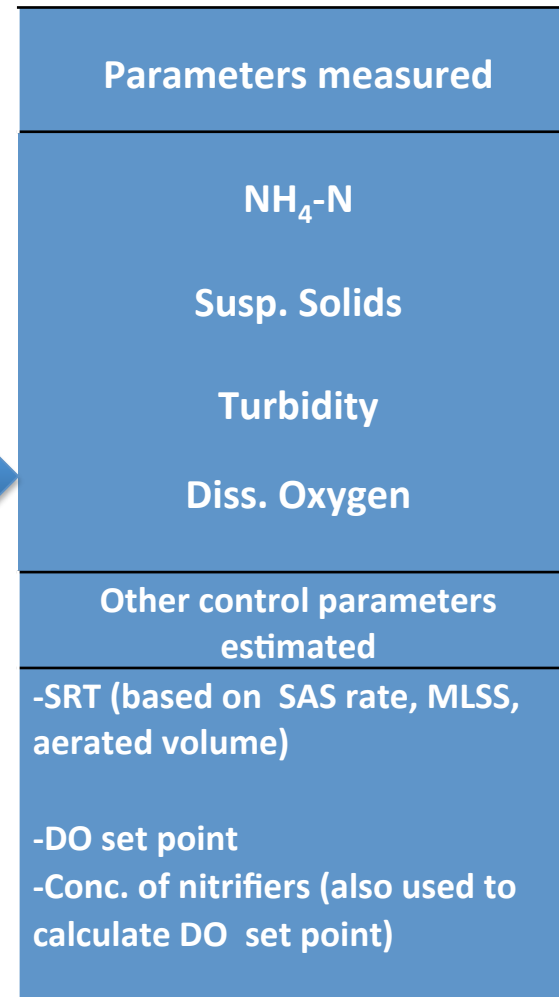 Parameters measured
NH₄-N
Susp. Solids
Turbidity
Diss. Oxygen
Other control parameters
estimated
-SRT (based on  SAS rate, MLSS,
aerated volume)
-DO set point
-Conc. of nitrifiers (also used to
calculate DO  set point)